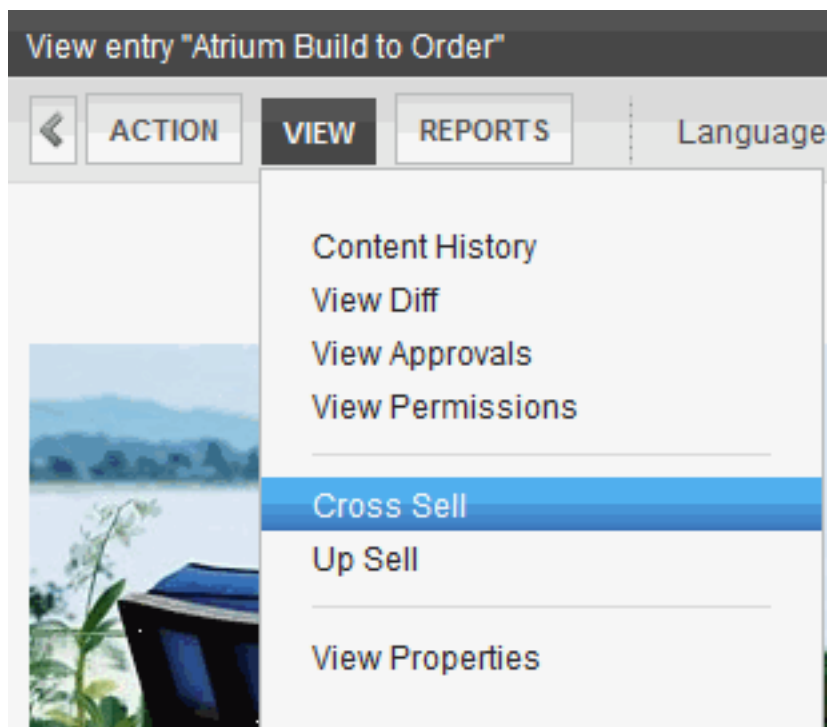 View entry "Atrium Build to Order"
ACTION VIEW REPORTS Language
Content History
View Diff
View Approvals
View Permissions
Cross Sell
Up Sell
View Properties